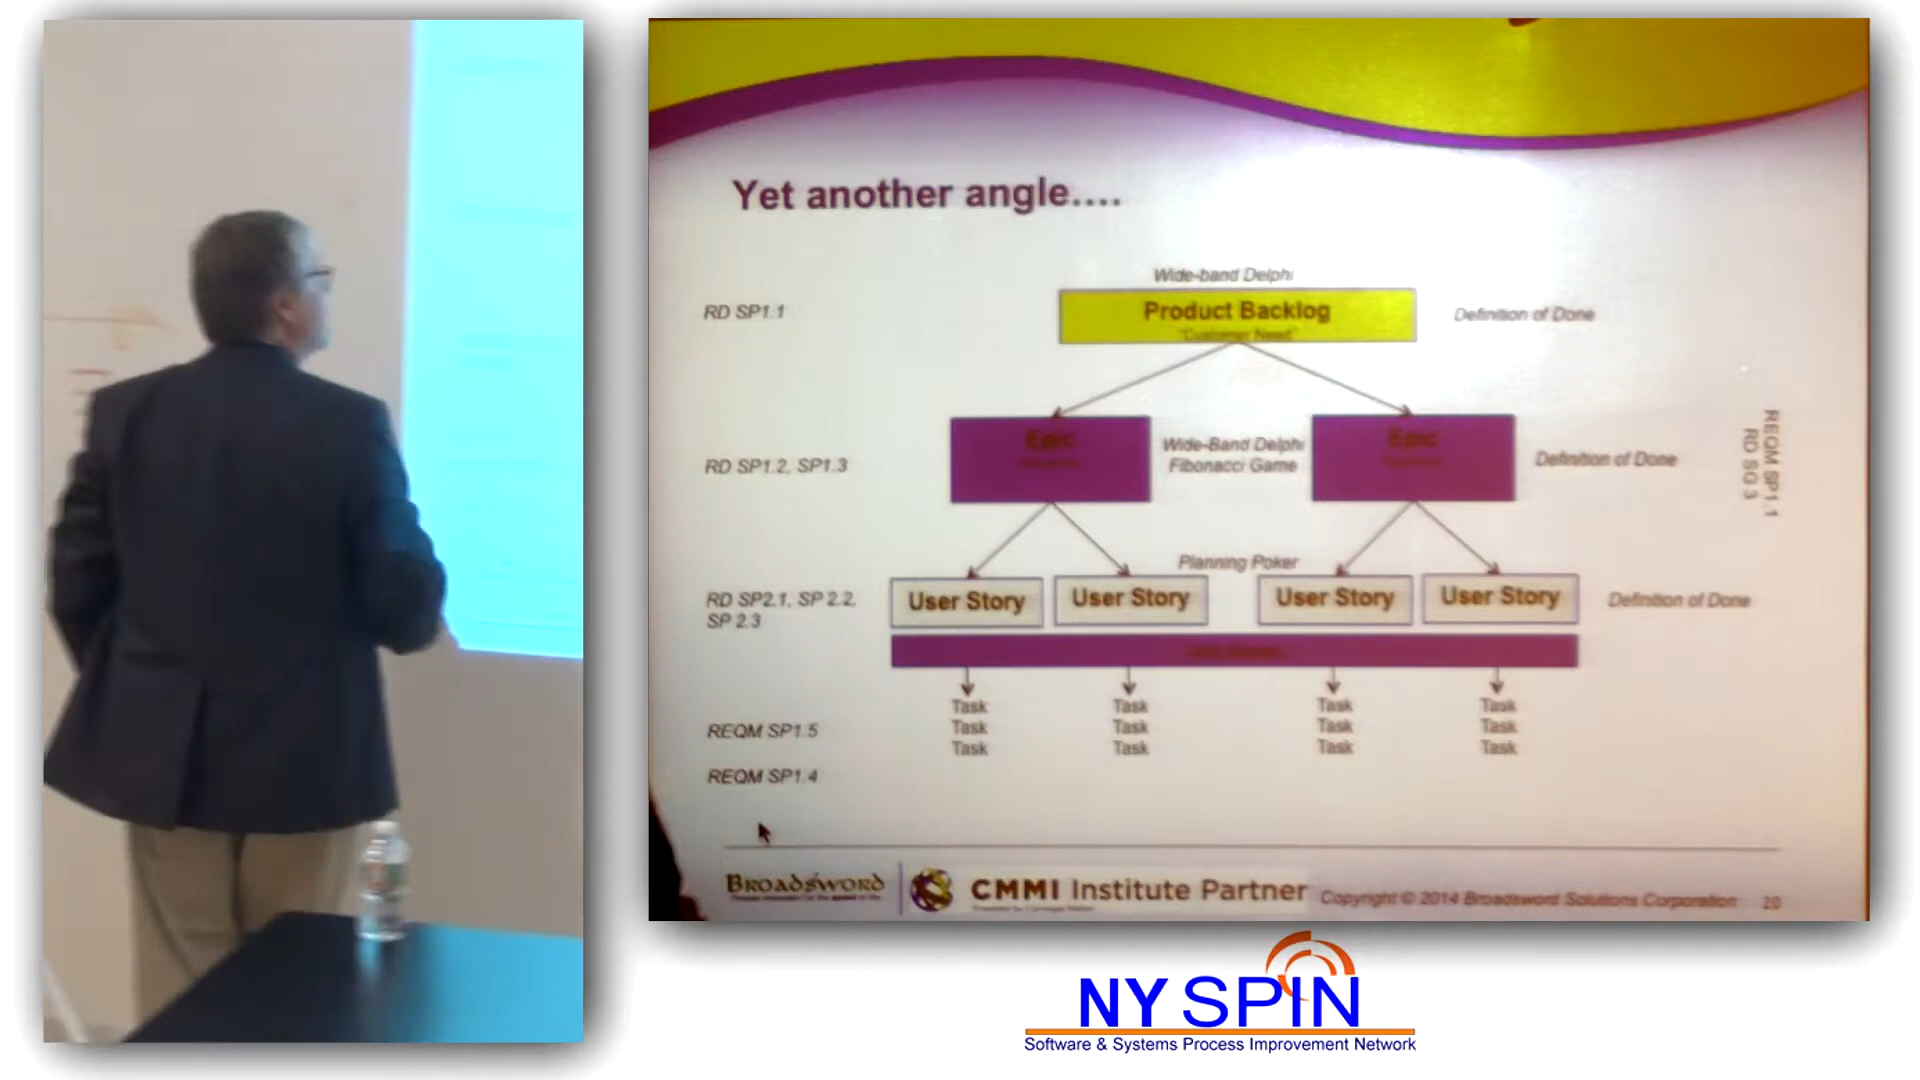 Yet another angle....
Wide-band Delphi
RD SP1.1
Product Backlog
"Customer Need"
Definition of Done
Epic
Epic
RD SP1.2, SP1.3
Wide-Band Delphi
Fibonacci Game
Definition of Done
REQM SP1.1
RD SG 3
Planning Poker
RD SP2.1, SP 2.2,
SP 2.3
User Story
User Story
User Story
User Story
Definition of Done
Task Task Task Task
Task Task Task Task
Task Task Task Task
REQM SP1.5
REQM SP1.4
BROADSWORD
CMMI Institute Partner
Copyright © 2014 Broadsword Solutions Corporation 20
NY SPIN
Software & Systems Process Improvement Network